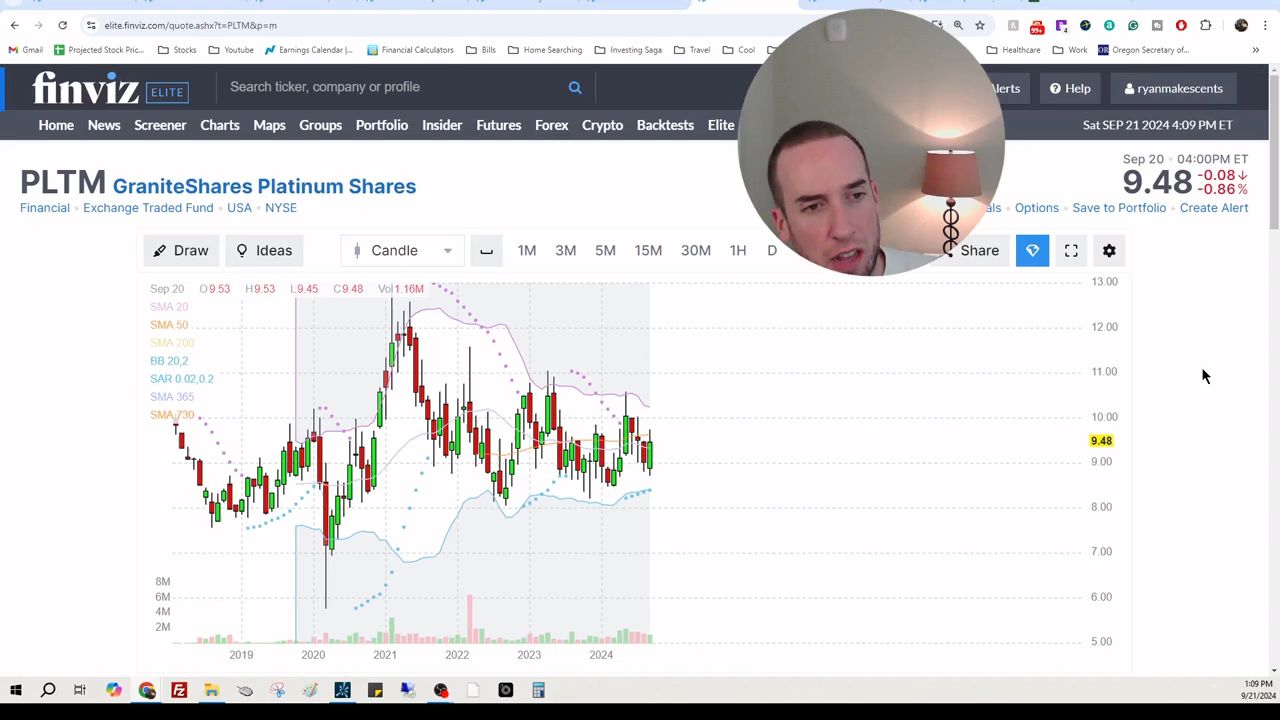 elite.finviz.com/quote.ashx?t=PLTM&p=m
99+
4
Gmail
Projected Stock Pric...
Stocks
Youtube
Earnings Calendar |...
Financial Calculators
Bills
Home Searching
Investing Saga
Travel
Cool
Healthcare
Work
OR
Oregon Secretary of...
finviz ELITE
Search ticker, company or profile
Help
ryanmakescents
Home News Screener Charts Maps Groups Portfolio Insider Futures Forex Crypto Backtests Elite
Sat SEP 21 2024 4:09 PM ET
PLTM GraniteShares Platinum Shares
Financial • Exchange Traded Fund • USA • NYSE
Sep 20 • 04:00PM ET
9.48 -0.08↓
-0.86%
Options • Save to Portfolio • Create Alert
Draw
Ideas
Candle
1M 3M 5M 15M 30M 1H D
Share
Sep 20 O 9.53 H 9.53 L 9.45 C 9.48 Vol 1.16M
SMA 20
SMA 50
SMA 200
BB 20,2
SAR 0.02,0.2
SMA 365
SMA 730
13.00
12.00
11.00
10.00
9.48
9.00
8.00
7.00
6.00
5.00
8M
6M
4M
2M
2019 2020 2021 2022 2023 2024
1:09 PM
9/21/2024